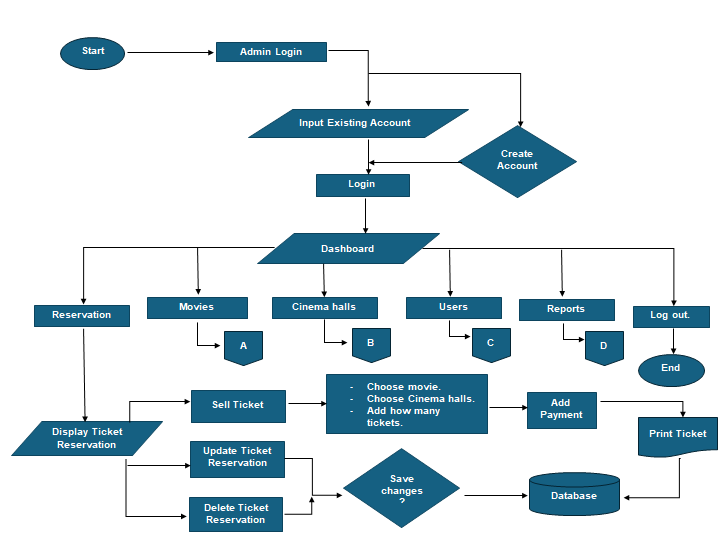 Start
Admin Login
Input Existing Account
Create
Account
Login
Dashboard
Reservation
Movies
Cinema halls
Users
Reports
Log out.
A
B
C
D
End
Display Ticket
Reservation
Sell Ticket
- Choose movie.
- Choose Cinema halls.
- Add how many
tickets.
Add
Payment
Print Ticket
Update Ticket
Reservation
Delete Ticket
Reservation
Save
changes
?
Database